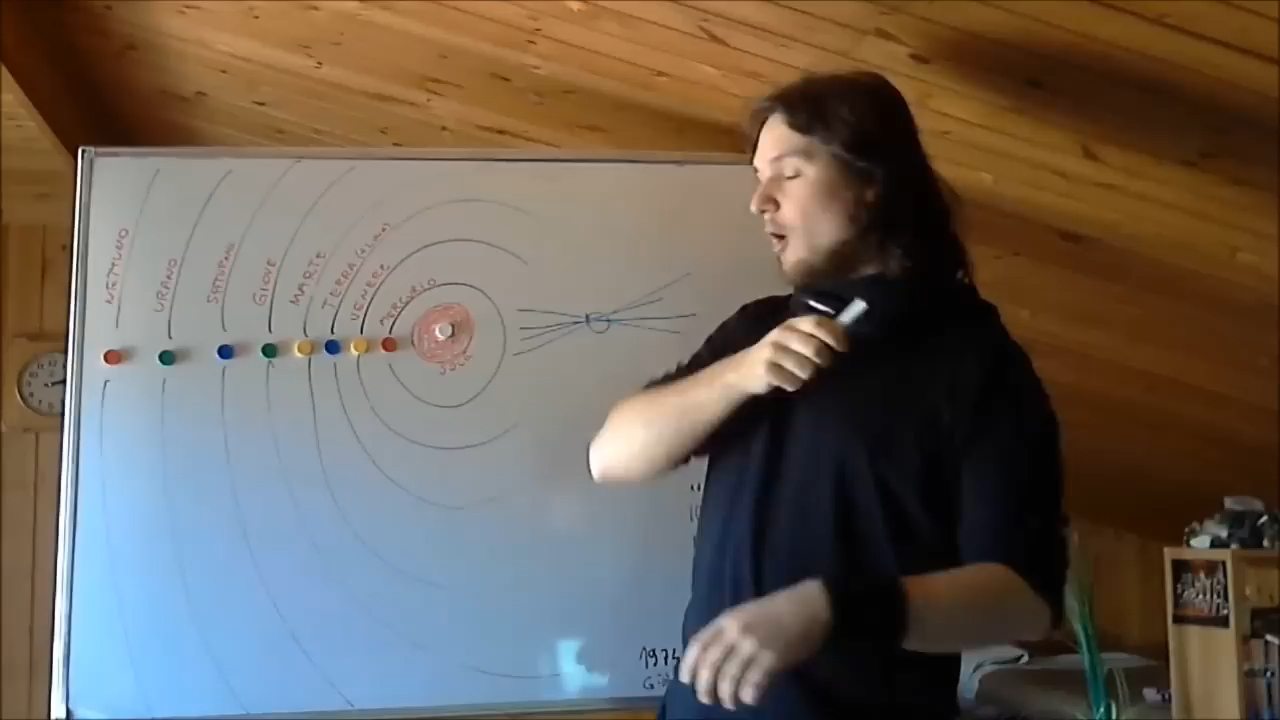 NETTUNO
URANO
SATURNO
GIOVE
MARTE
TERRA
VENERE
MERCURIO
SOLE